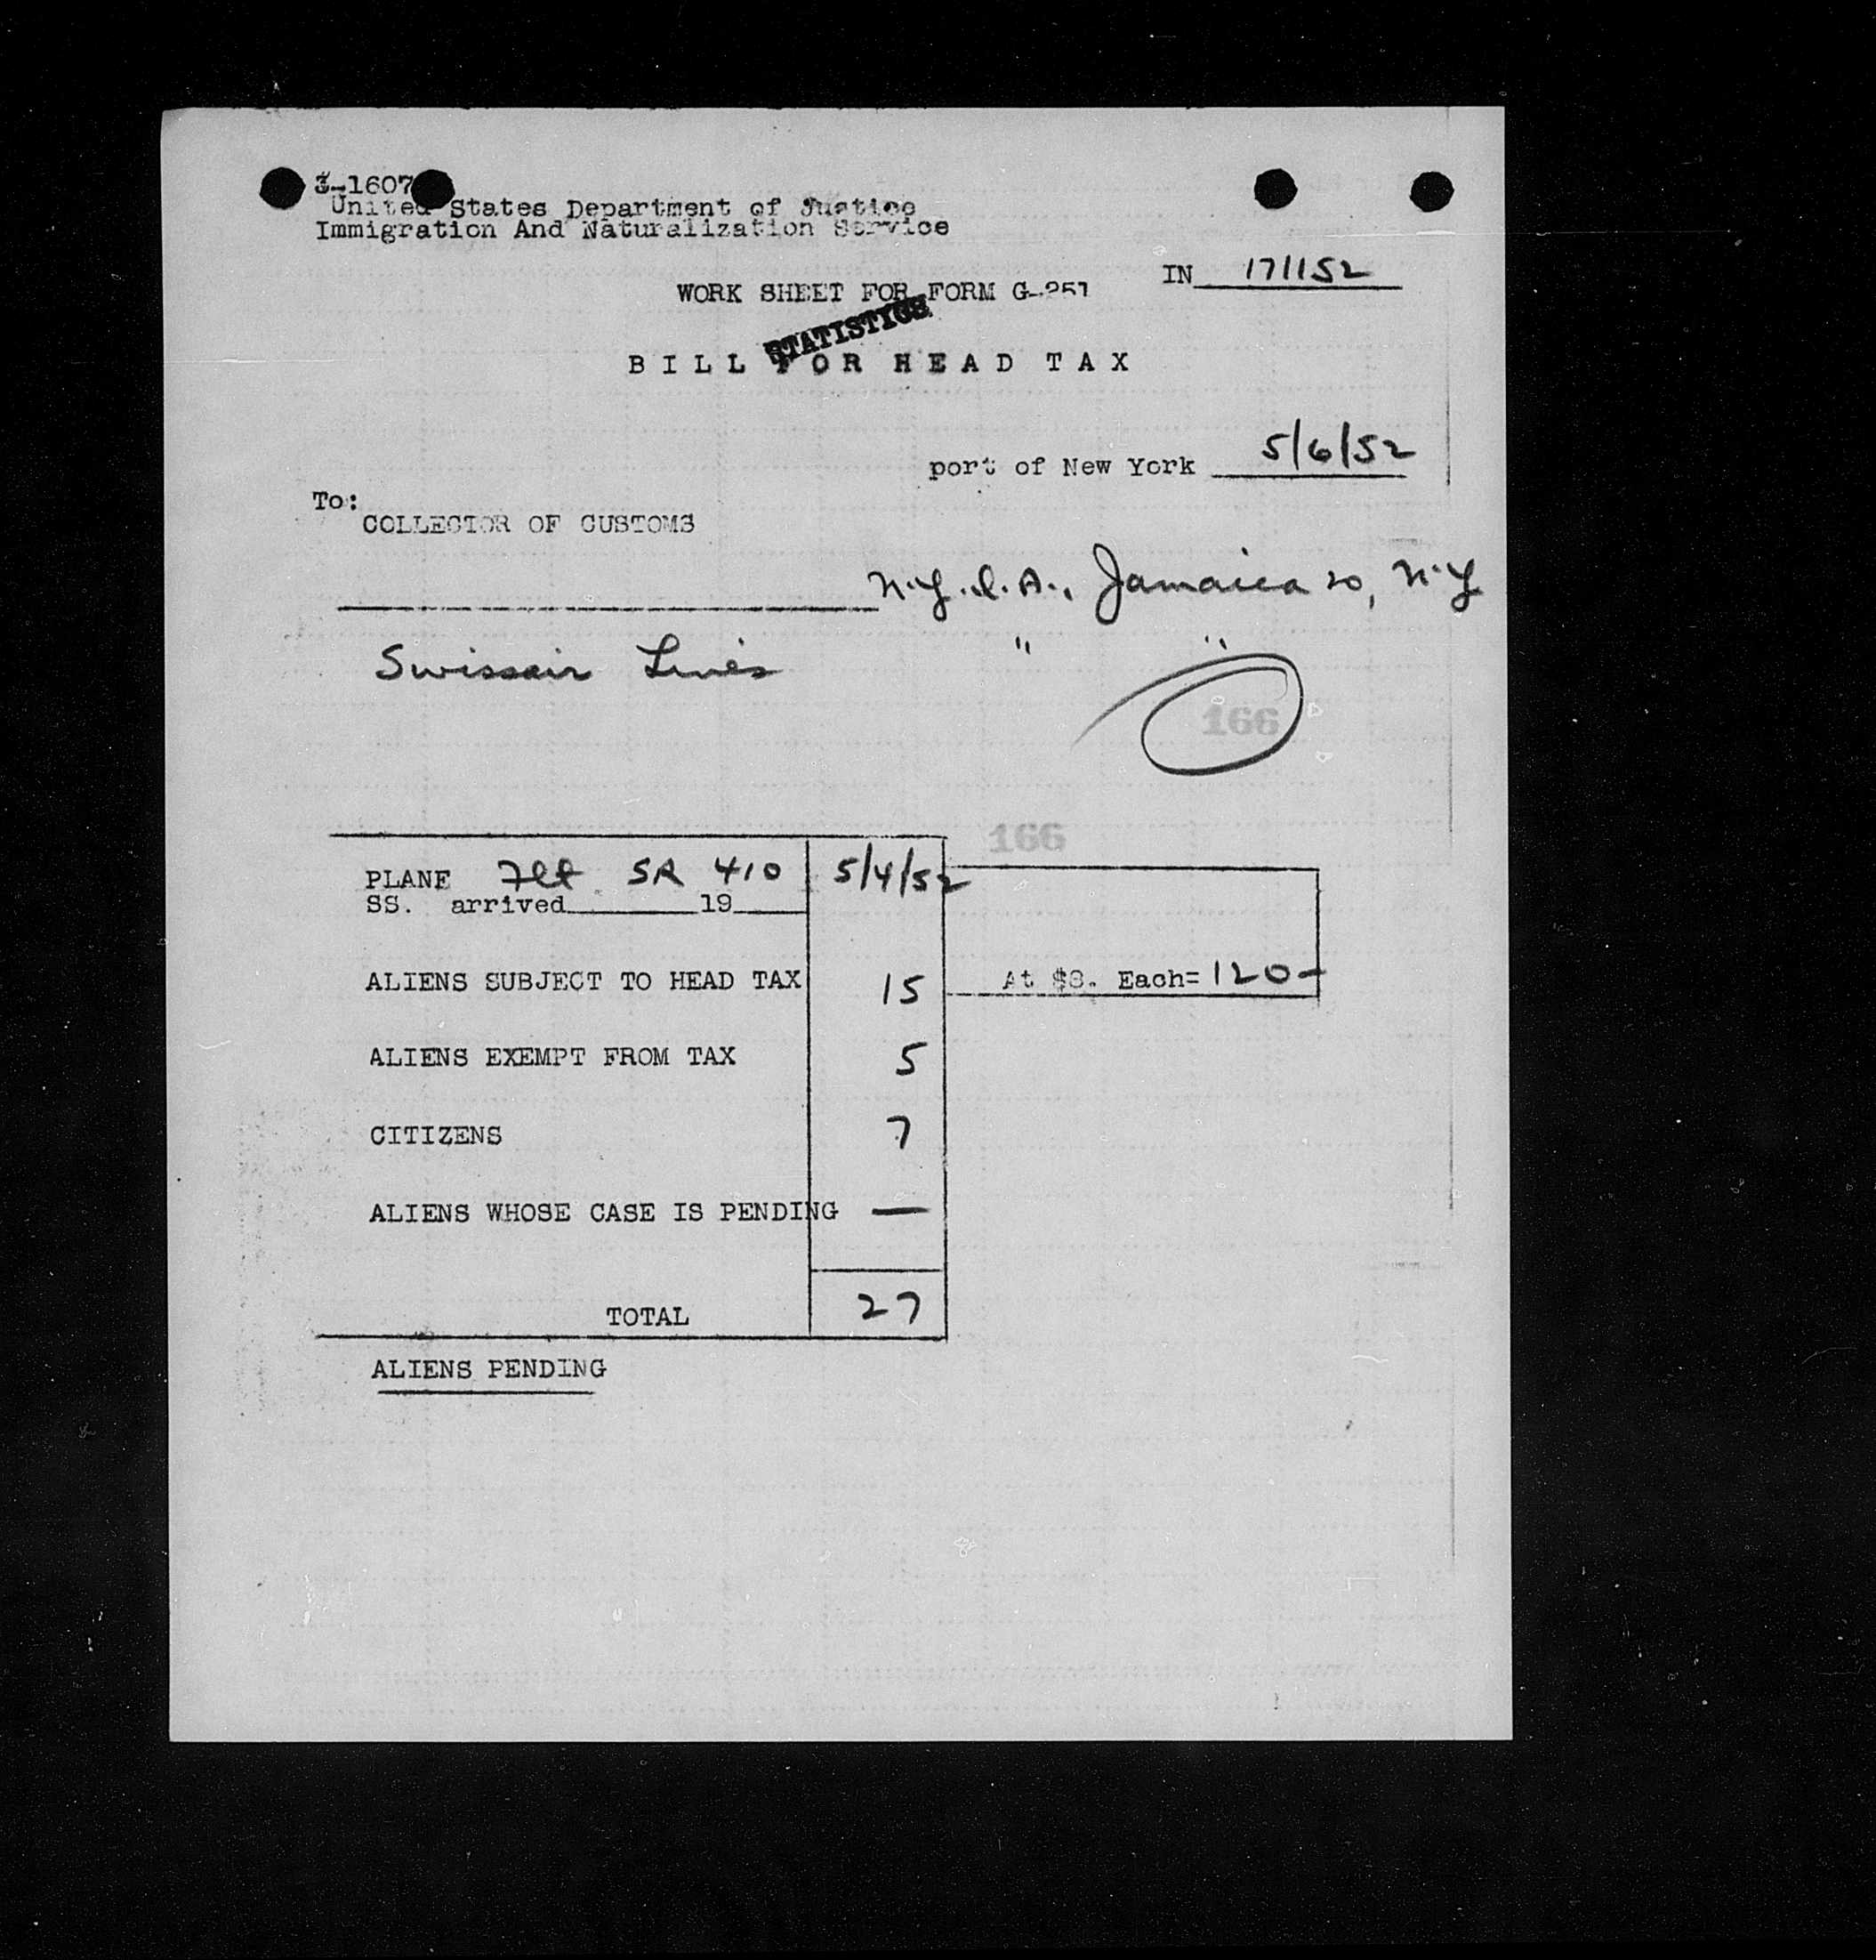 3-1607
United States Department of Justice
Immigration And Naturalization Service
IN 171152
WORK SHEET FOR FORM G-251
STATISTICS
BILL FOR HEAD TAX
port of New York 5/6/52
To:
COLLECTOR OF CUSTOMS
N.Y.I.A., Jamaica 20, N.Y
Swissair Lines " "
166
166
PLANE Flt SR 410 5/4/52
SS. arrived 19
ALIENS SUBJECT TO HEAD TAX 15 At $8. Each= 120-
ALIENS EXEMPT FROM TAX 5
CITIZENS 7
ALIENS WHOSE CASE IS PENDING —
TOTAL 27
ALIENS PENDING